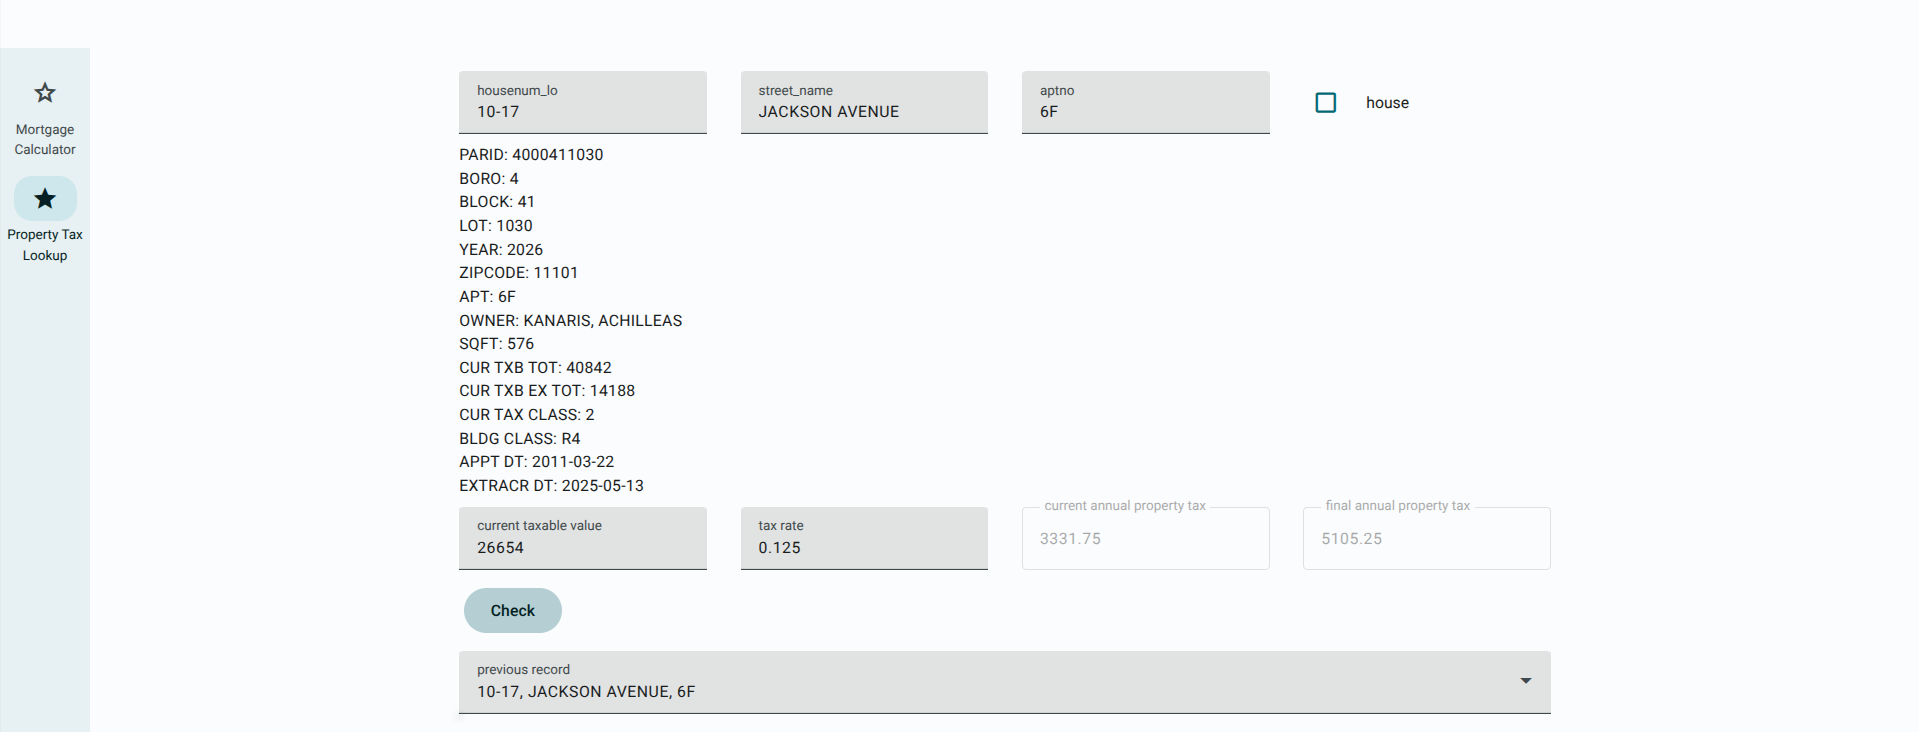 Mortgage
Calculator
Property Tax
Lookup
housenum_lo
10-17
street_name
JACKSON AVENUE
aptno
6F
house
PARID: 4000411030
BORO: 4
BLOCK: 41
LOT: 1030
YEAR: 2026
ZIPCODE: 11101
APT: 6F
OWNER: KANARIS, ACHILLEAS
SQFT: 576
CUR TXB TOT: 40842
CUR TXB EX TOT: 14188
CUR TAX CLASS: 2
BLDG CLASS: R4
APPT DT: 2011-03-22
EXTRACR DT: 2025-05-13
current taxable value
26654
tax rate
0.125
current annual property tax
3331.75
final annual property tax
5105.25
Check
previous record
10-17, JACKSON AVENUE, 6F